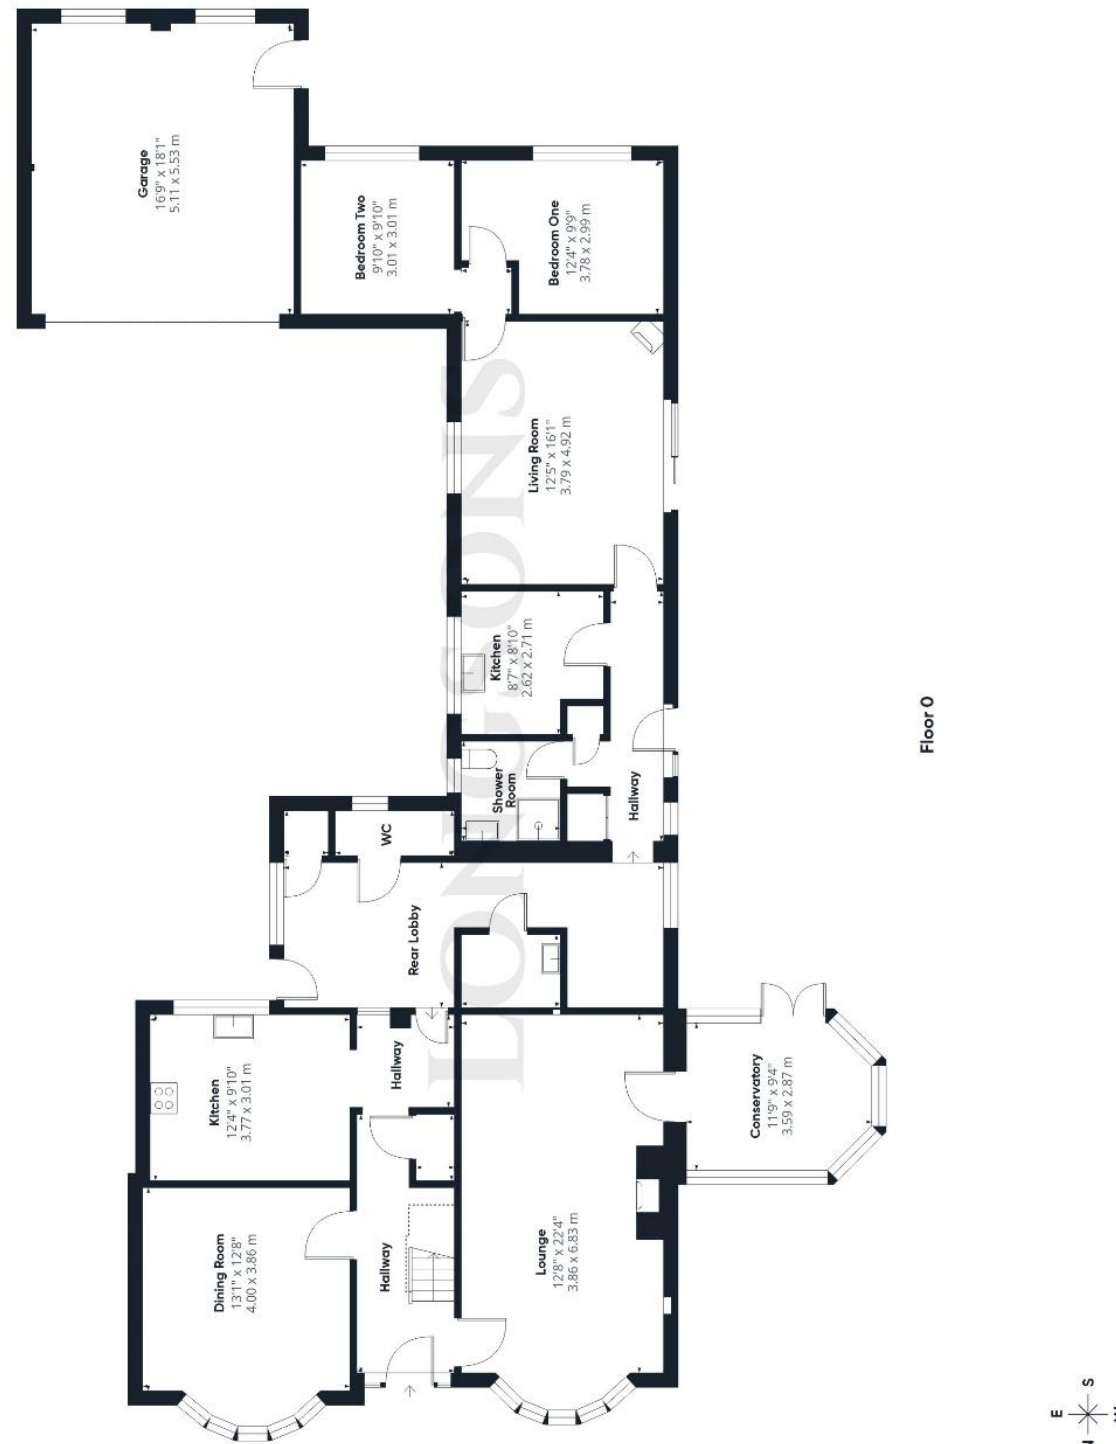 Garage
16'9" x 18'1"
5.11 x 5.53 m
Bedroom Two
9'10" x 9'10"
3.01 x 3.01 m
Bedroom One
12'4" x 9'9"
3.78 x 2.99 m
Living Room
12'5" x 16'1"
3.79 x 4.92 m
Kitchen
8'7" x 8'10"
2.62 x 2.71 m
Shower
Room
Hallway
WC
Rear Lobby
Kitchen
12'4" x 9'10"
3.77 x 3.01 m
Hallway
Dining Room
13'1" x 12'8"
4.00 x 3.86 m
Hallway
Lounge
12'8" x 22'4"
3.86 x 6.83 m
Conservatory
11'9" x 9'4"
3.59 x 2.87 m
LONGSONS
Floor 0
E
S
N
W